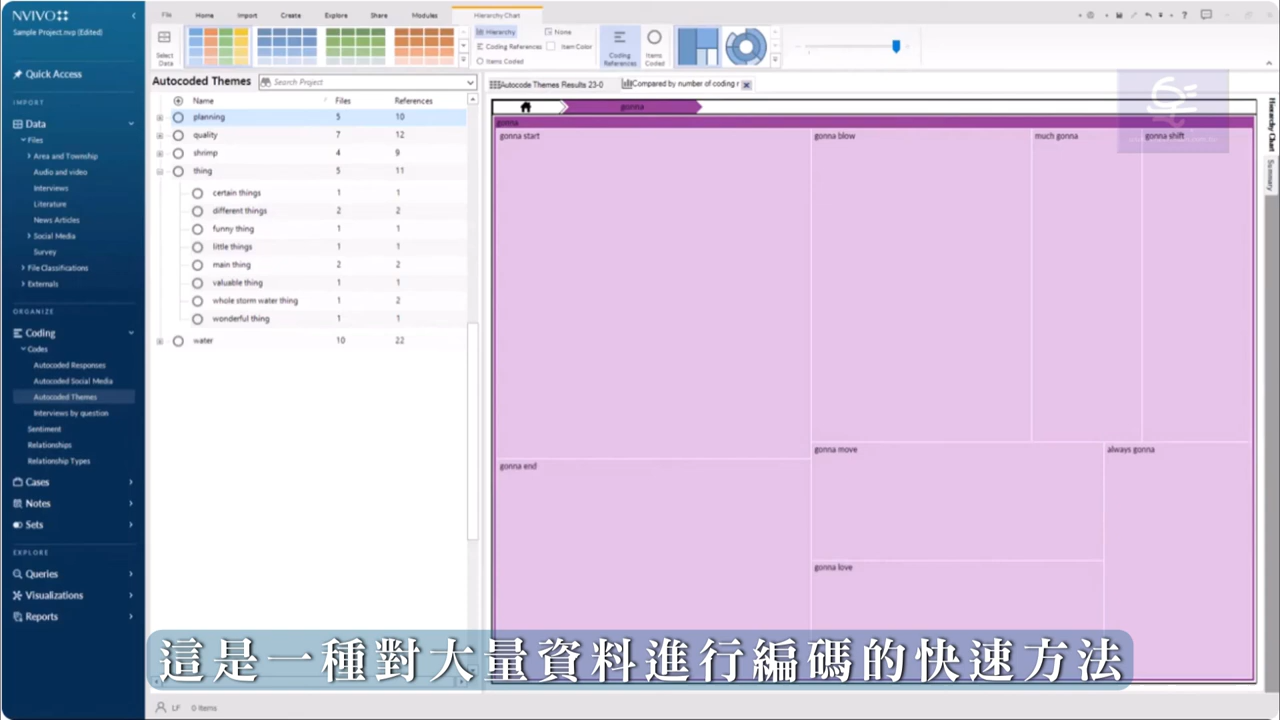 NVIVO
Sample Project.nvp (Edited)
Quick Access
IMPORT
Data
Files
Area and Township
Audio and video
Interviews
Literature
News Articles
Social Media
Survey
File Classifications
Externals
ORGANIZE
Coding
Codes
Autocoded Responses
Autocoded Social Media
Autocoded Themes
Interviews by question
Sentiment
Relationships
Relationship Types
Cases
Notes
Sets
EXPLORE
Queries
Visualizations
Reports
File Home Import Create Explore Share Modules Hierarchy Chart
Select Data
Hierarchy
None
Coding References
Item Color
Items Coded
Coding References
Items Coded
Autocoded Themes
Search Project
Name Files References
planning 5 10
quality 7 12
shrimp 4 9
thing 5 11
certain things 1 1
different things 2 2
funny thing 1 1
little things 1 1
main thing 2 2
valuable thing 1 1
whole storm water thing 1 2
wonderful thing 1 1
water 10 22
Autocode Themes Results 23-0
Compared by number of coding r
gonna
gonna
gonna start
gonna blow
much gonna
gonna shift
gonna end
gonna move
always gonna
gonna love
Hierarchy Chart
Summary
這是一種對大量資料進行編碼的快速方法
LF 0 Items